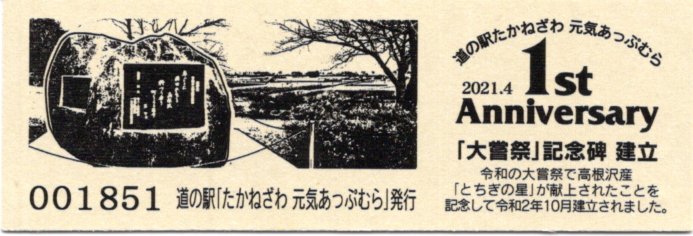 001851 道の駅「たかねざわ 元気あっぷむら」発行
道の駅たかねざわ 元気あっぷむら
2021.4 1st
Anniversary
「大嘗祭」記念碑 建立
令和の大嘗祭で高根沢産
「とちぎの星」が献上されたことを
記念して令和2年10月建立されました。